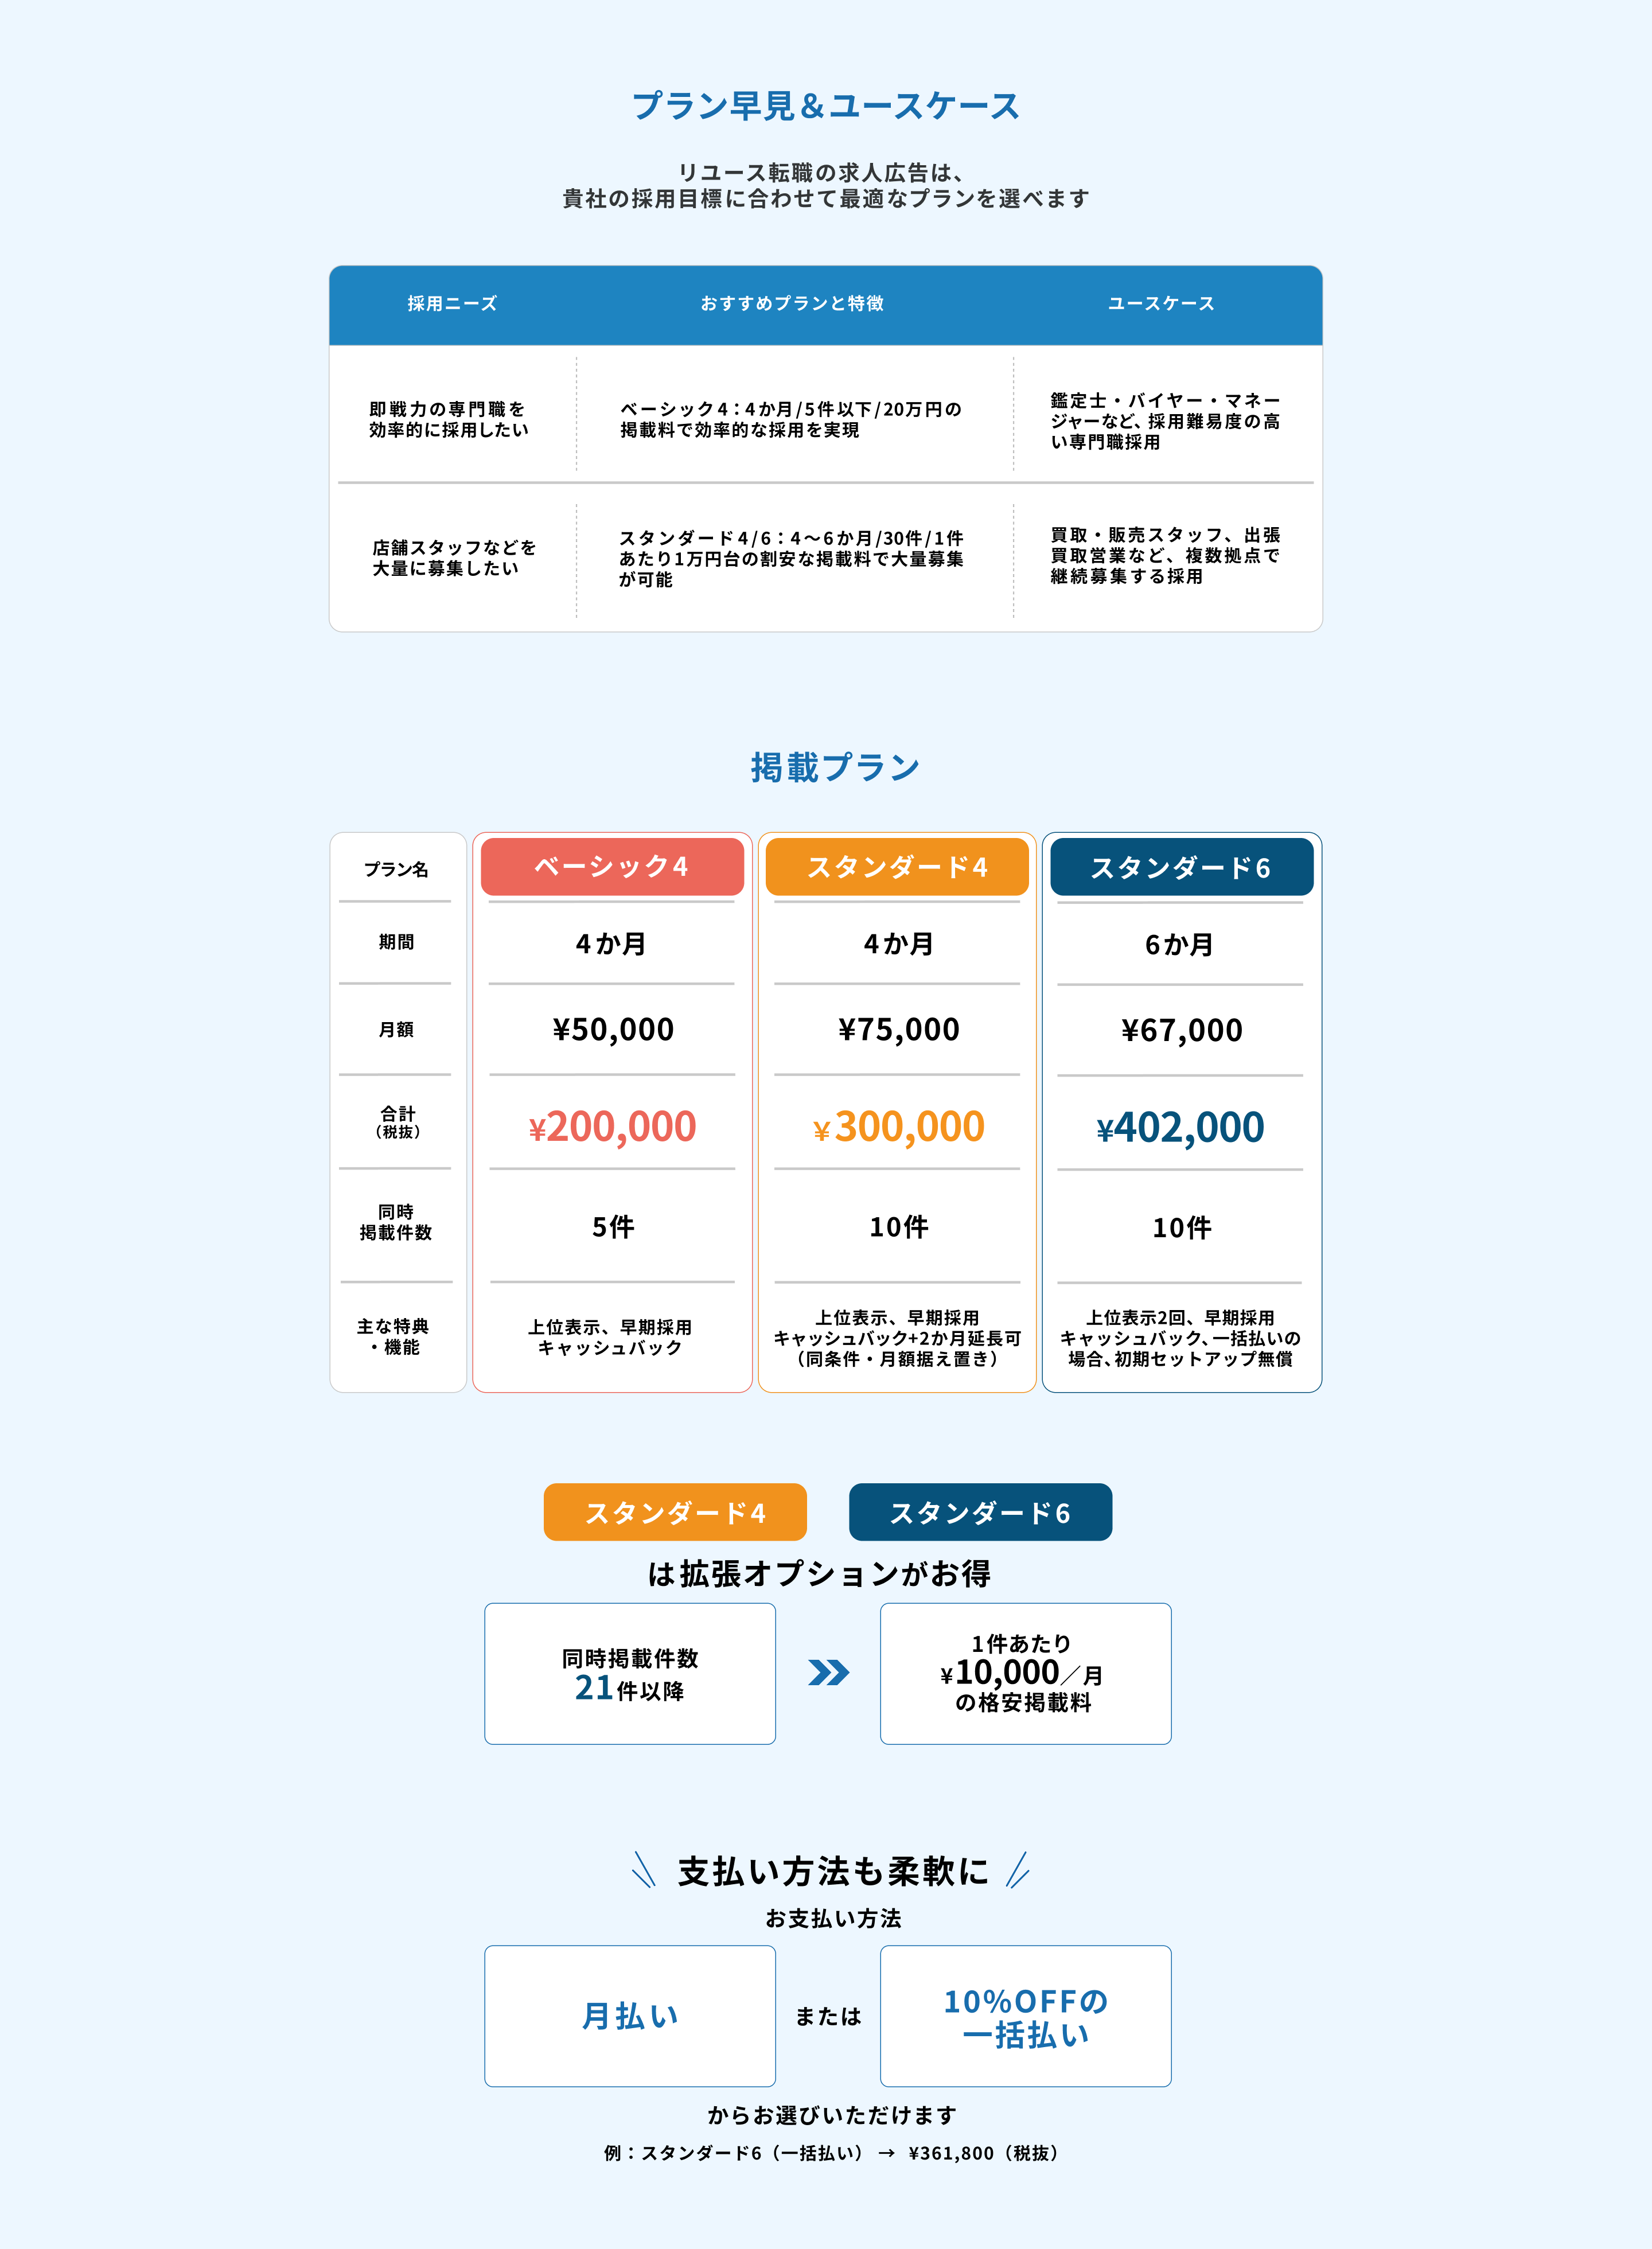 プラン早見＆ユースケース
リユース転職の求人広告は、
貴社の採用目標に合わせて最適なプランを選べます
採用ニーズ
おすすめプランと特徴
ユースケース
即戦力の専門職を
効率的に採用したい
ベーシック4：4か月/5件以下/20万円の
掲載料で効率的な採用を実現
鑑定士・バイヤー・マネー
ジャーなど、採用難易度の高
い専門職採用
店舗スタッフなどを
大量に募集したい
スタンダード4/6：4〜6か月/30件/1件
あたり1万円台の割安な掲載料で大量募集
が可能
買取・販売スタッフ、出張
買取営業など、複数拠点で
継続募集する採用
掲載プラン
プラン名
ベーシック4
スタンダード4
スタンダード6
期間
4か月
4か月
6か月
月額
¥50,000
¥75,000
¥67,000
合計
（税抜）
¥200,000
¥300,000
¥402,000
同時
掲載件数
5件
10件
10件
主な特典
・機能
上位表示、早期採用
キャッシュバック
上位表示、早期採用
キャッシュバック+2か月延長可
（同条件・月額据え置き）
上位表示2回、早期採用
キャッシュバック、一括払いの
場合、初期セットアップ無償
スタンダード4
スタンダード6
は拡張オプションがお得
同時掲載件数
21件以降
1件あたり
¥10,000／月
の格安掲載料
支払い方法も柔軟に
お支払い方法
月払い
または
10%OFFの
一括払い
からお選びいただけます
例：スタンダード6（一括払い） → ¥361,800（税抜）